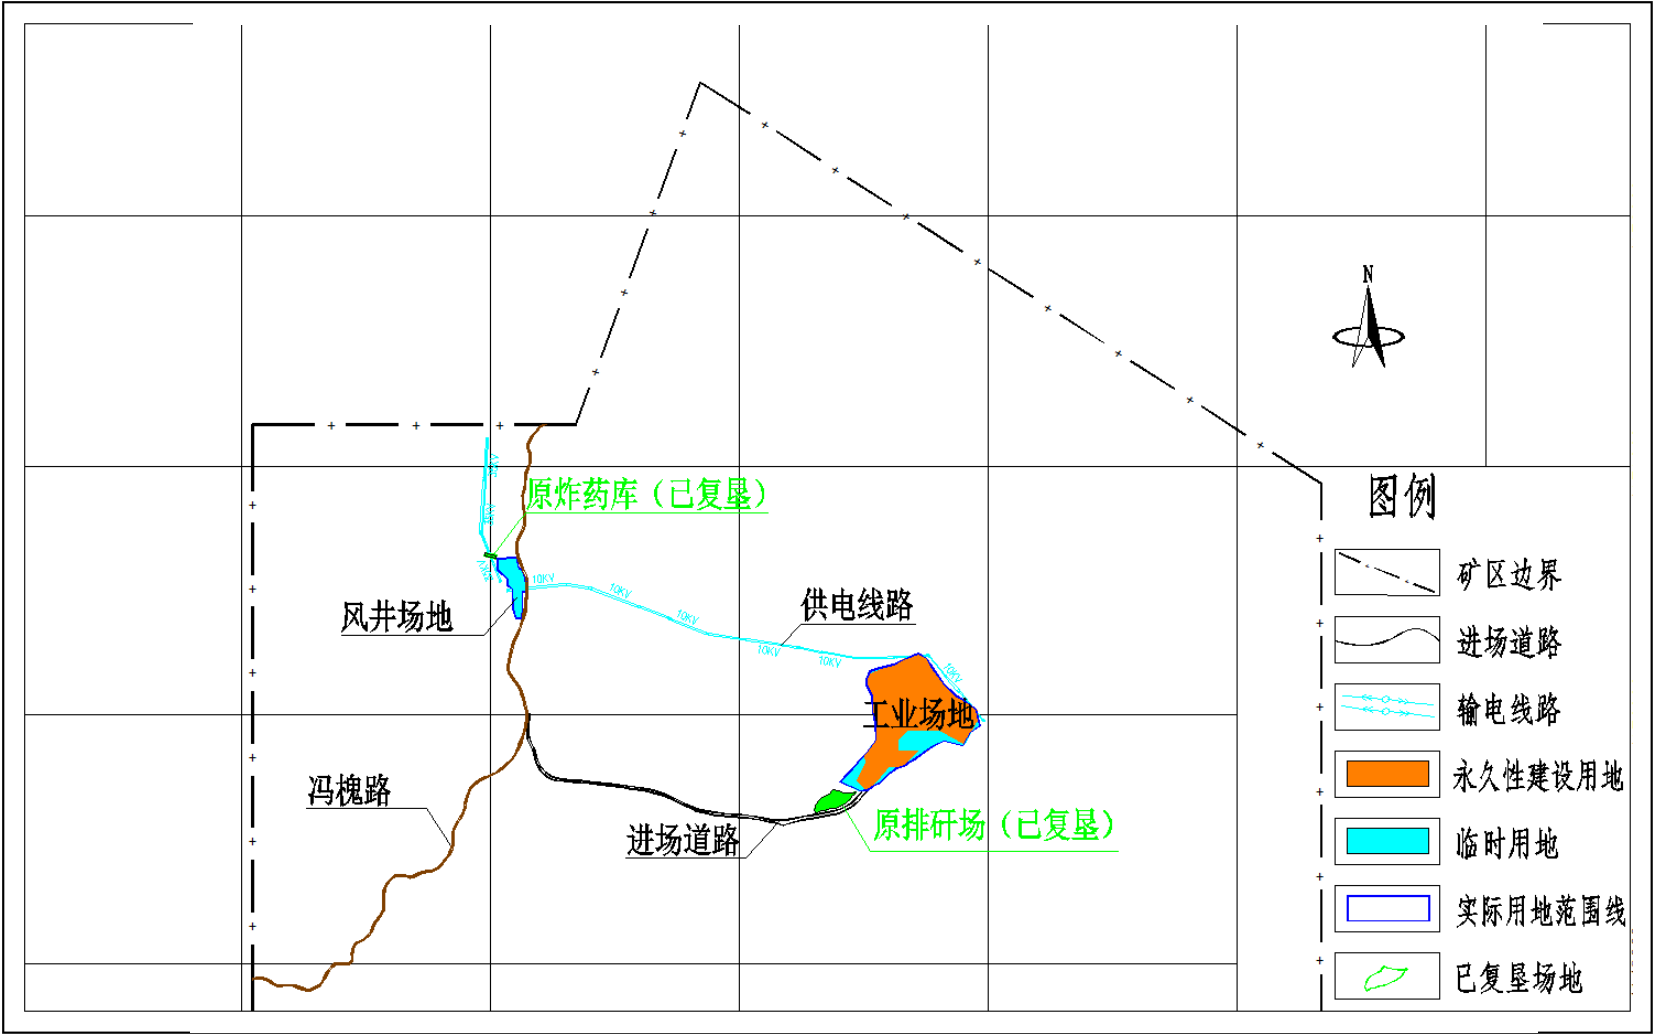 N
图例
原炸药库（已复垦）
10KV
10KV
10KV
10KV
10KV
10KV
风井场地
供电线路
10KV
10KV
10KV
工业场地
冯槐路
进场道路
原排矸场（已复垦）
矿区边界
进场道路
输电线路
永久性建设用地
临时用地
实际用地范围线
已复垦场地